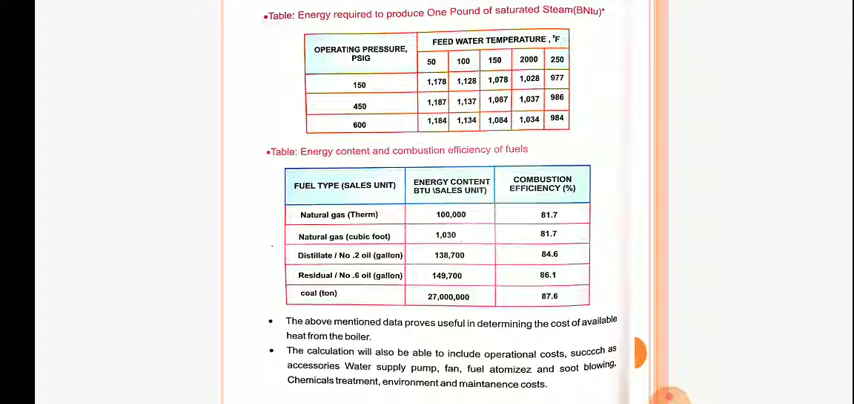 •Table: Energy required to produce One Pound of saturated Steam(BNtu)*
OPERATING PRESSURE, PSIG FEED WATER TEMPERATURE , °F
50 100 150 2000 250
150 1,178 1,128 1,078 1,028 977
450 1,187 1,137 1,087 1,037 986
600 1,184 1,134 1,084 1,034 984
•Table: Energy content and combustion efficiency of fuels
FUEL TYPE (SALES UNIT) ENERGY CONTENT BTU \SALES UNIT) COMBUSTION EFFICIENCY (%)
Natural gas (Therm) 100,000 81.7
Natural gas (cubic foot) 1,030 81.7
Distillate / No .2 oil (gallon) 138,700 84.6
Residual / No .6 oil (gallon) 149,700 86.1
coal (ton) 27,000,000 87.6
• The above mentioned data proves useful in determining the cost of available
heat from the boiler.
• The calculation will also be able to include operational costs, succcch as
accessories Water supply pump, fan, fuel atomizez and soot blowing,
Chemicals treatment, environment and maintanence costs.